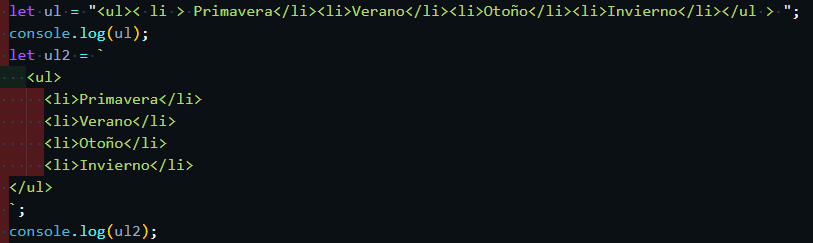 let ul = "<ul>< li > Primavera</li><li>Verano</li><li>Otoño</li><li>Invierno</li></ul > ";
console.log(ul);
let ul2 = `
<ul>
<li>Primavera</li>
<li>Verano</li>
<li>Otoño</li>
<li>Invierno</li>
</ul>
`;
console.log(ul2);